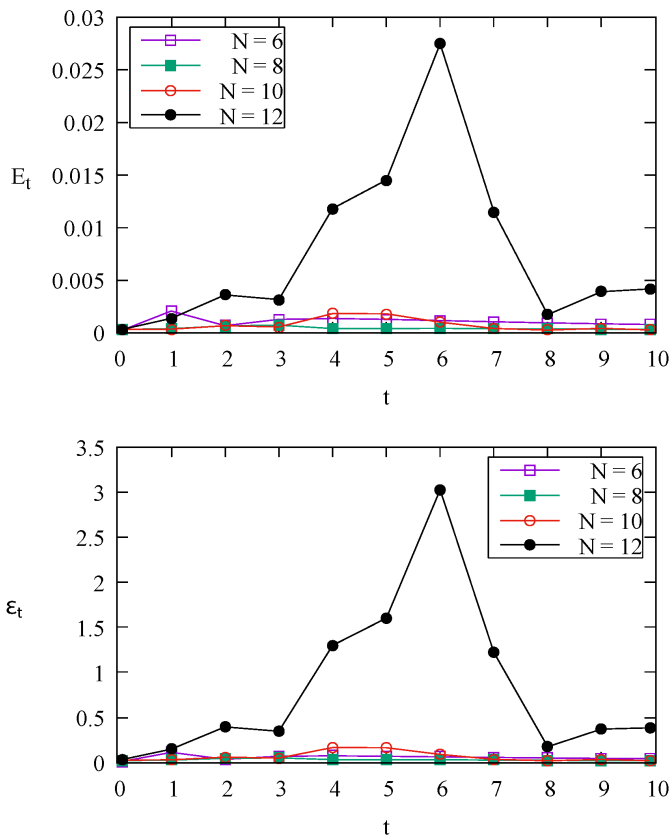 0.03
0.025
0.02
0.015
0.01
0.005
0
E_t
N = 6
N = 8
N = 10
N = 12
0 1 2 3 4 5 6 7 8 9 10
t
3.5
3
2.5
2
1.5
1
0.5
0
ε_t
N = 6
N = 8
N = 10
N = 12
0 1 2 3 4 5 6 7 8 9 10
t